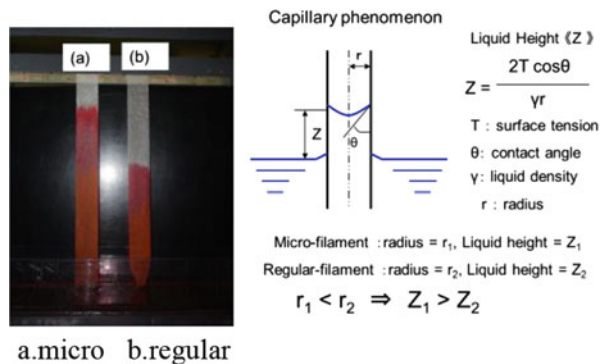 (a)
(b)
a.micro b.regular
Capillary phenomenon
r
Z
θ
Liquid Height《Z 》
Z = 2T cosθ / γr
T : surface tension
θ: contact angle
γ: liquid density
r : radius
Micro-filament :radius = r₁, Liquid height = Z₁
Regular-filament : radius = r₂, Liquid height = Z₂
r₁ < r₂ ⇒ Z₁ > Z₂